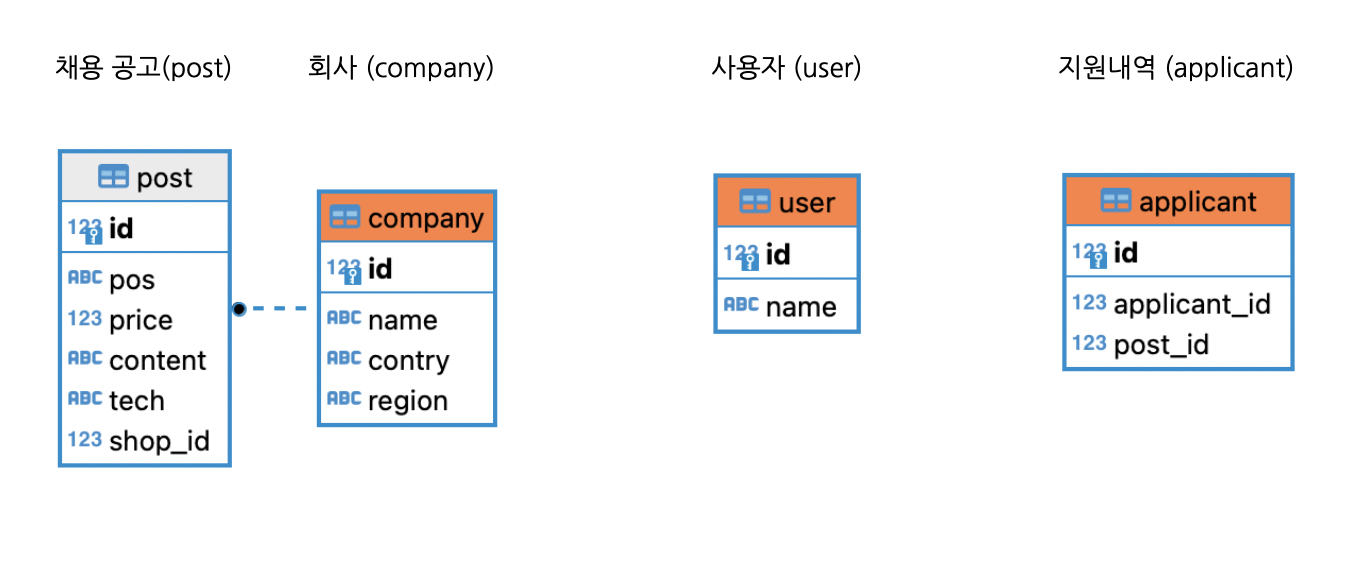 채용 공고(post)
회사 (company)
사용자 (user)
지원내역 (applicant)
post
123 id
ABC pos
123 price
ABC content
ABC tech
123 shop_id
company
123 id
ABC name
ABC contry
ABC region
user
123 id
ABC name
applicant
123 id
123 applicant_id
123 post_id